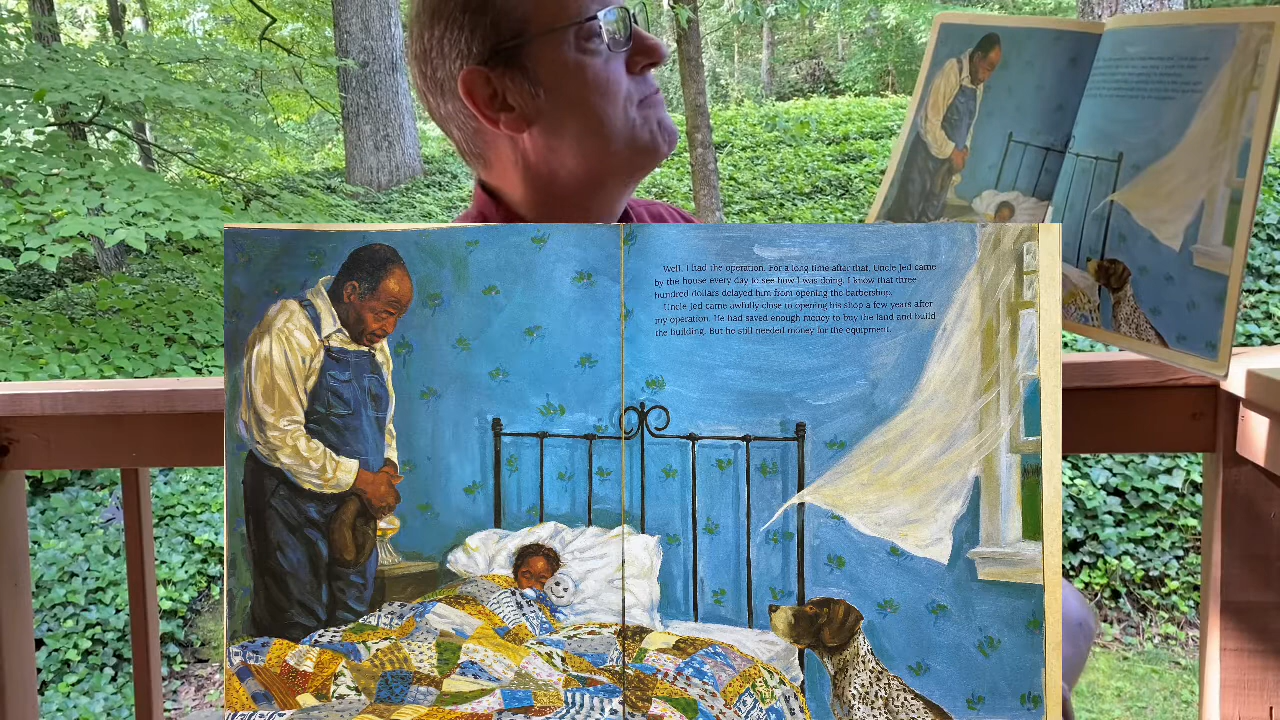 Well, I had the operation. For a long time after that, Uncle Jed came
by the house every day to see how I was doing. I know that three
hundred dollars delayed him from opening the barbershop.
Uncle Jed came awfully close to opening his shop a few years after
my operation. He had saved enough money to buy the land and build
the building. But he still needed money for the equipment.